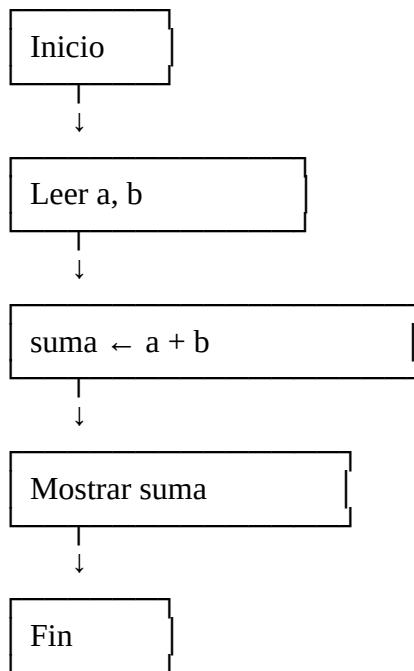 Inicio
↓
Leer a, b
↓
suma ← a + b
↓
Mostrar suma
↓
Fin